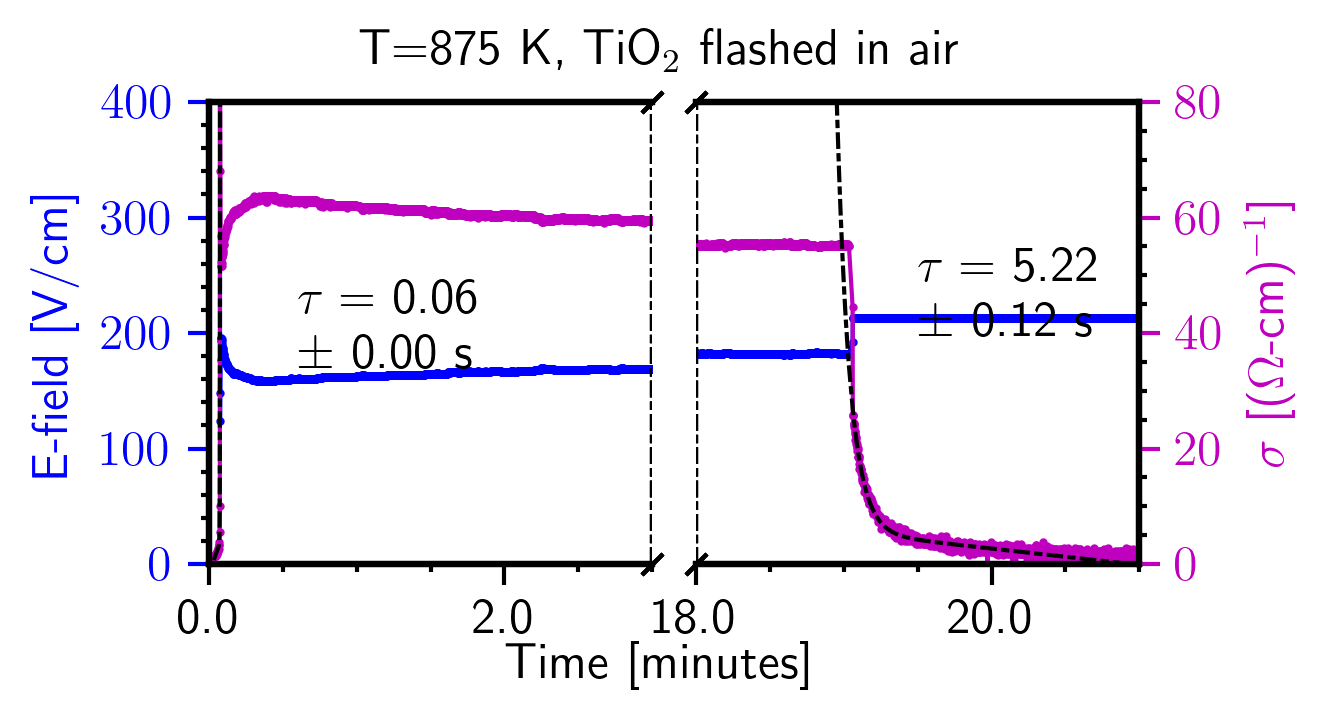 T=875 K, TiO₂ flashed in air
400
300
200
100
0
E-field [V/cm]
τ = 0.06
± 0.00 s
τ = 5.22
± 0.12 s
80
60
40
20
0
σ [(Ω-cm)⁻¹]
0.0
2.0
18.0
20.0
Time [minutes]